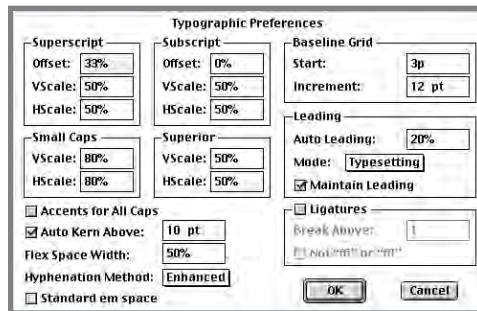 Typographic Preferences
Superscript
Offset: 33%
VScale: 50%
HScale: 50%
Subscript
Offset: 0%
VScale: 50%
HScale: 50%
Baseline Grid
Start: 3p
Increment: 12 pt
Small Caps
VScale: 80%
HScale: 80%
Superior
VScale: 50%
HScale: 50%
Leading
Auto Leading: 20%
Mode: Typesetting
Maintain Leading
Accents for All Caps
Auto Kern Above: 10 pt
Flex Space Width: 50%
Hyphenation Method: Enhanced
Standard em space
Ligatures
Break Above: 1
Not or
OK
Cancel